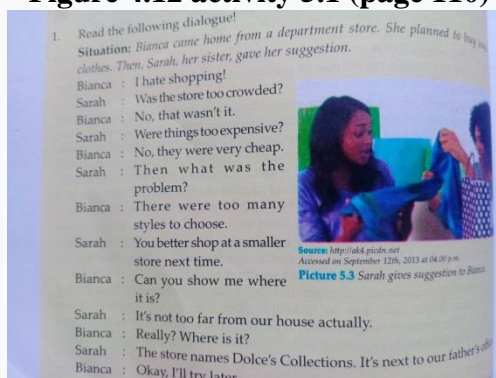 Figure 4.12 activity 5.1 (page 110)
1. Read the following dialogue!
Situation: Bianca came home from a department store. She planned to buy
clothes. Then, Sarah, her sister, gave her suggestion.
Bianca : I hate shopping!
Sarah : Was the store too crowded?
Bianca : No, that wasn't it.
Sarah : Were things too expensive?
Bianca : No, they were very cheap.
Sarah : Then what was the
problem?
Bianca : There were too many
styles to choose.
Sarah : You better shop at a smaller
store next time.
Bianca : Can you show me where
it is?
Source: http://ak4.picdn.net
Accessed on September 12th, 2013 at 04.00 p.m.
Picture 5.3 Sarah gives suggestion to Bianca
Sarah : It's not too far from our house actually.
Bianca : Really? Where is it?
Sarah : The store names Dolce's Collections. It's next to our father's office
Bianca : Okay, I'll try later